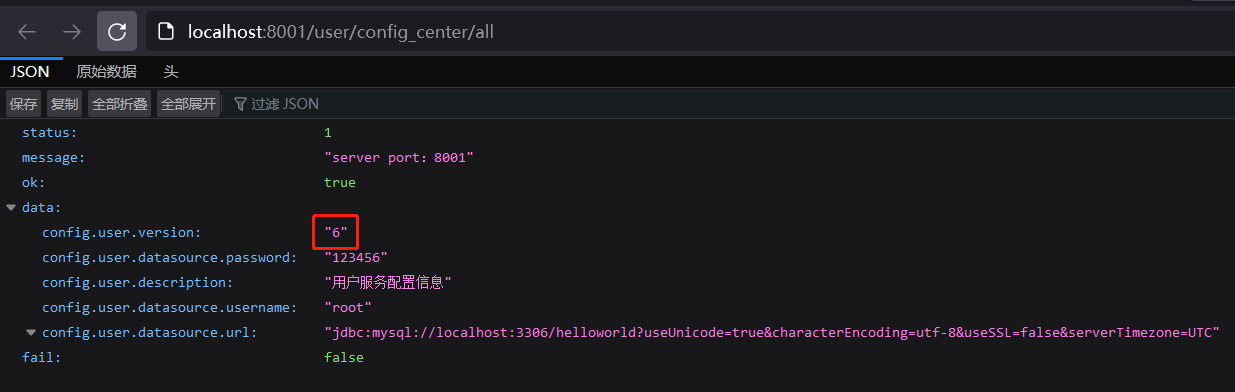 localhost:8001/user/config_center/all
JSON 原始数据 头
保存 复制 全部折叠 全部展开 过滤 JSON
status: 1
message: "server port：8001"
ok: true
data:
config.user.version: "6"
config.user.datasource.password: "123456"
config.user.description: "用户服务配置信息"
config.user.datasource.username: "root"
config.user.datasource.url: "jdbc:mysql://localhost:3306/helloworld?useUnicode=true&characterEncoding=utf-8&useSSL=false&serverTimezone=UTC"
fail: false